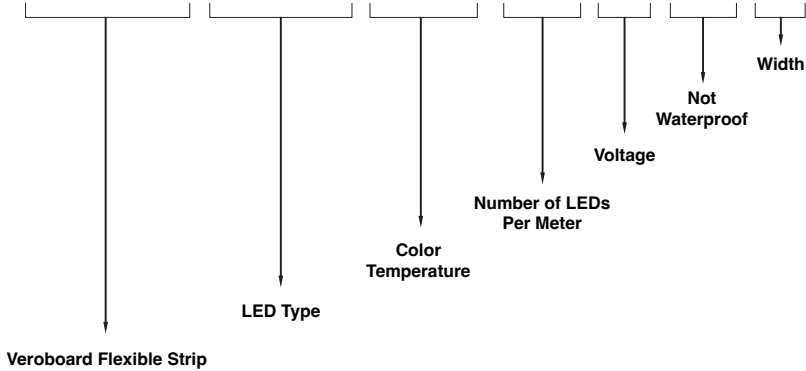 Width
Not
Waterproof
Voltage
Number of LEDs
Per Meter
Color
Temperature
LED Type
Veroboard Flexible Strip